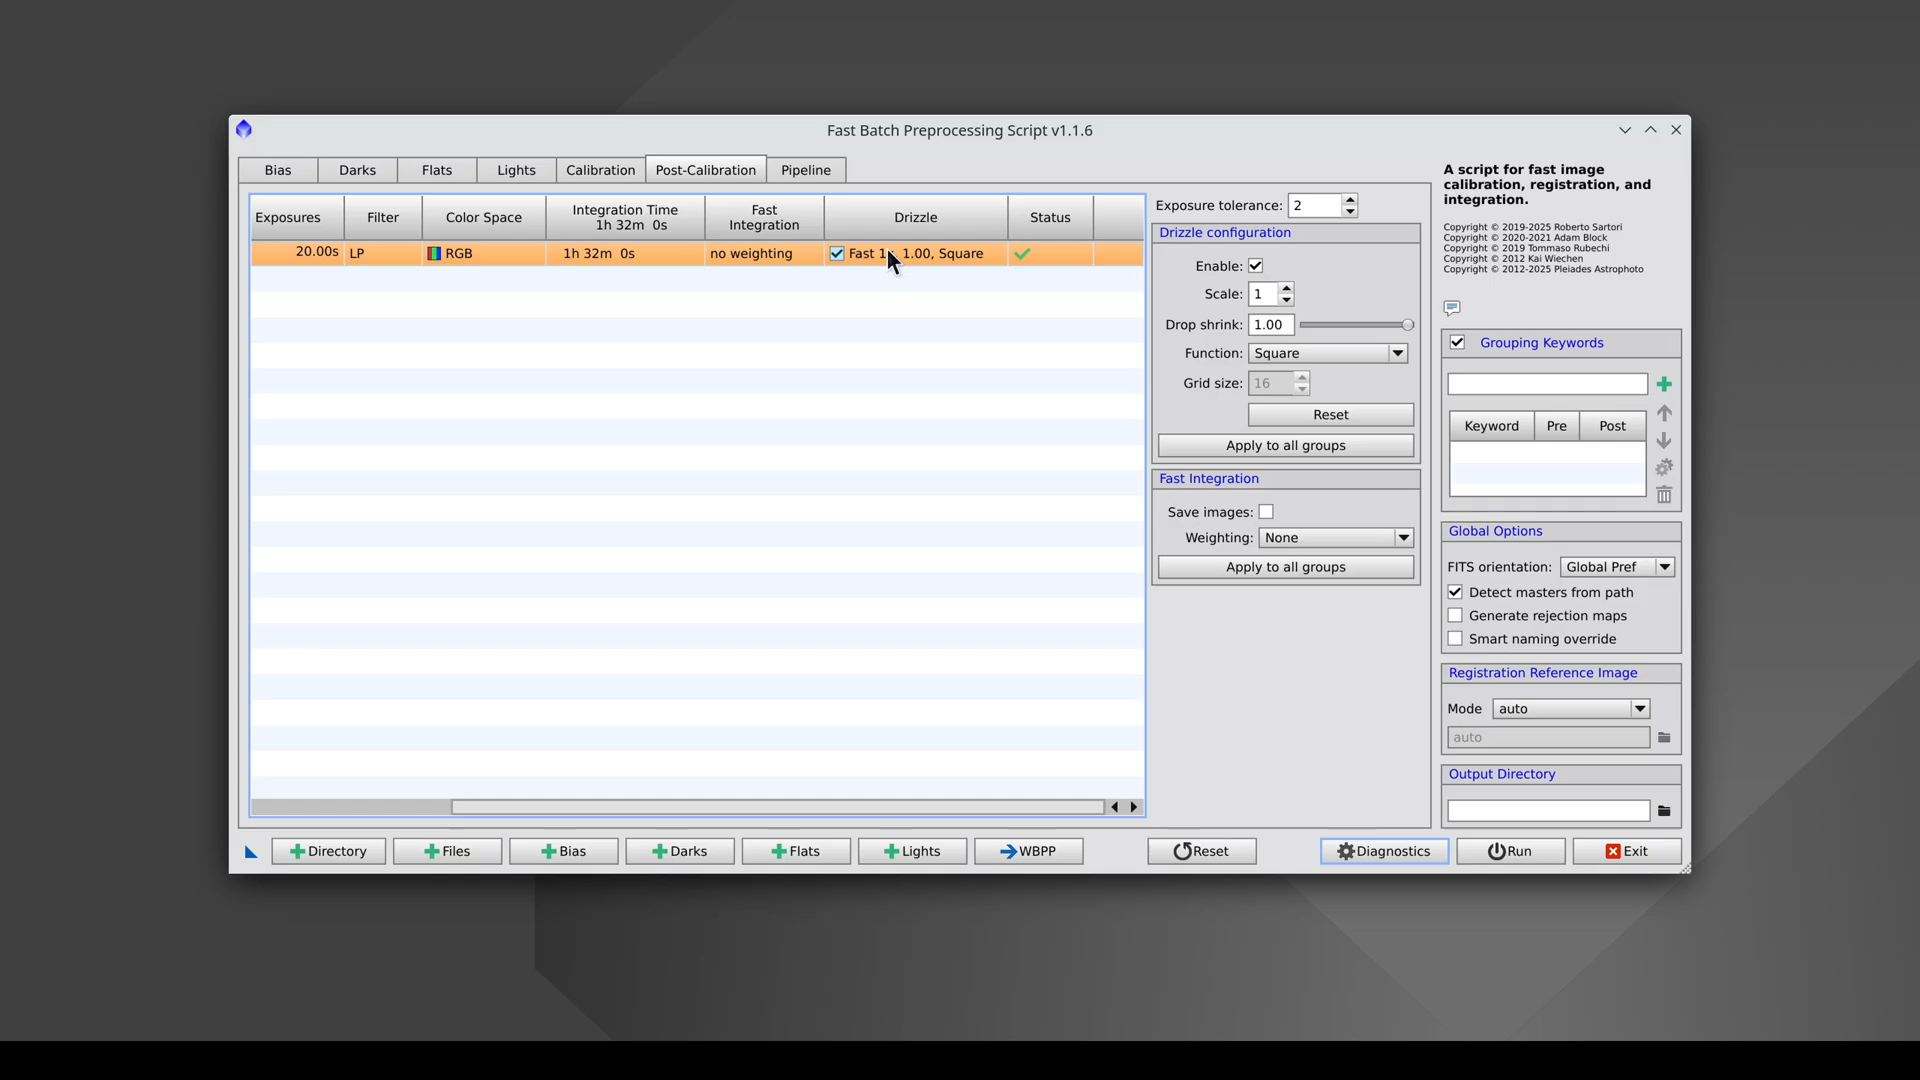 Fast Batch Preprocessing Script v1.1.6
Bias
Darks
Flats
Lights
Calibration
Post-Calibration
Pipeline
Exposures
Filter
Color Space
Integration Time
1h 32m 0s
Fast
Integration
Drizzle
Status
20.00s
LP
RGB
1h 32m 0s
no weighting
Fast 1x, 1.00, Square
Exposure tolerance: 2
Drizzle configuration
Enable:
Scale: 1
Drop shrink: 1.00
Function: Square
Grid size: 16
Reset
Apply to all groups
Fast Integration
Save images:
Weighting: None
Apply to all groups
A script for fast image
calibration, registration, and
integration.
Copyright © 2019-2025 Roberto Sartori
Copyright © 2020-2021 Adam Block
Copyright © 2019 Tommaso Rubechi
Copyright © 2012 Kai Wiechen
Copyright © 2012-2025 Pleiades Astrophoto
Grouping Keywords
Keyword
Pre
Post
Global Options
FITS orientation: Global Pref
Detect masters from path
Generate rejection maps
Smart naming override
Registration Reference Image
Mode auto
auto
Output Directory
Directory
Files
Bias
Darks
Flats
Lights
WBPP
Reset
Diagnostics
Run
Exit